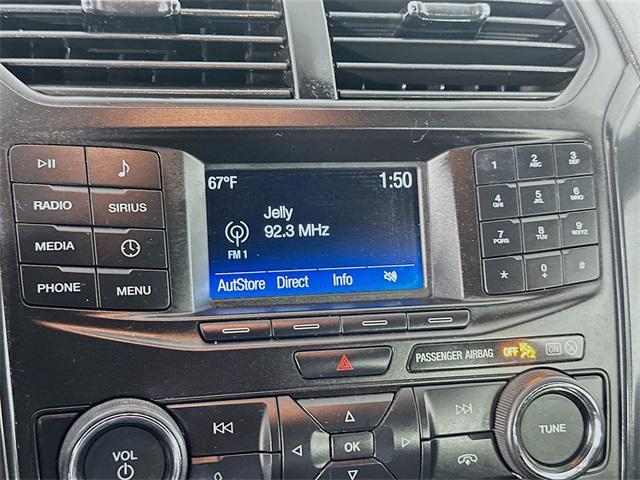 67°F 1:50
Jelly
92.3 MHz
FM 1
AutStore Direct Info
RADIO SIRIUS
MEDIA
PHONE MENU
1 2 ABC 3 DEF
4 GHI 5 JKL 6 MNO
7 PQRS 8 TUV 9 WXYZ
* 0 + #
PASSENGER AIRBAG OFF ON
VOL
OK
TUNE